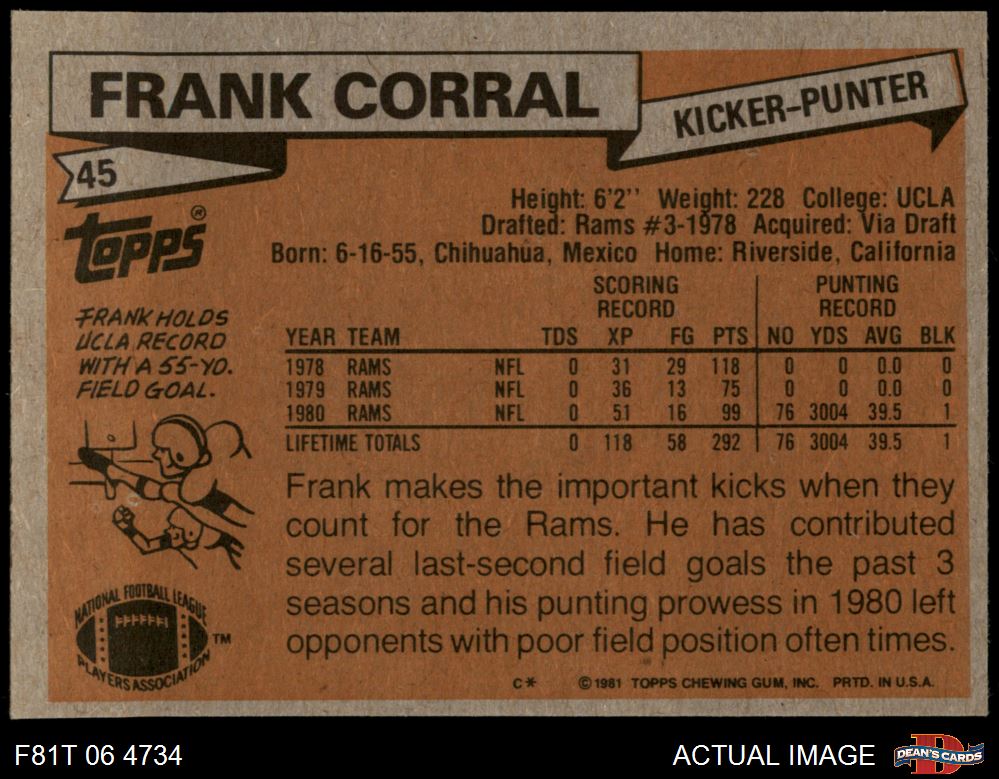 FRANK CORRAL
KICKER-PUNTER
45
TOPPS®
Height: 6'2'' Weight: 228 College: UCLA
Drafted: Rams #3-1978 Acquired: Via Draft
Born: 6-16-55, Chihuahua, Mexico Home: Riverside, California
FRANK HOLDS
UCLA RECORD
WITH A 55-YD.
FIELD GOAL.
SCORING PUNTING
RECORD RECORD
YEAR TEAM TDS XP FG PTS NO YDS AVG BLK
1978 RAMS NFL 0 31 29 118 0 0 0.0 0
1979 RAMS NFL 0 36 13 75 0 0 0.0 0
1980 RAMS NFL 0 51 16 99 76 3004 39.5 1
LIFETIME TOTALS 0 118 58 292 76 3004 39.5 1
Frank makes the important kicks when they
count for the Rams. He has contributed
several last-second field goals the past 3
seasons and his punting prowess in 1980 left
opponents with poor field position often times.
NATIONAL FOOTBALL LEAGUE
PLAYERS ASSOCIATION
TM
C* ©1981 TOPPS CHEWING GUM, INC. PRTD. IN U.S.A.
F81T 06 4734
ACTUAL IMAGE
D
DEAN'S CARDS